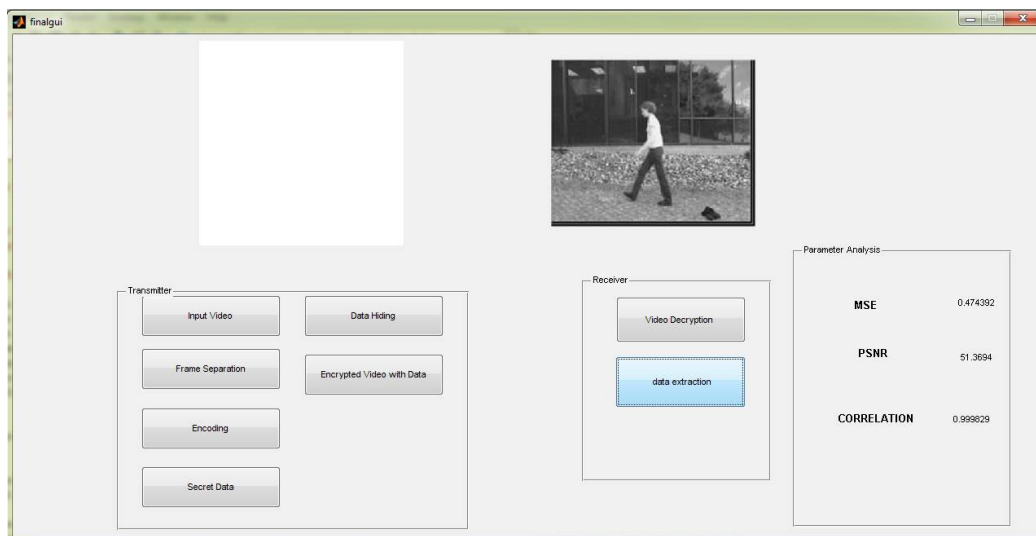 finalgui
Transmitter
Input Video
Data Hiding
Frame Separation
Encrypted Video with Data
Encoding
Secret Data
Receiver
Video Decryption
data extraction
Parameter Analysis
MSE 0.474392
PSNR 51.3694
CORRELATION 0.999829